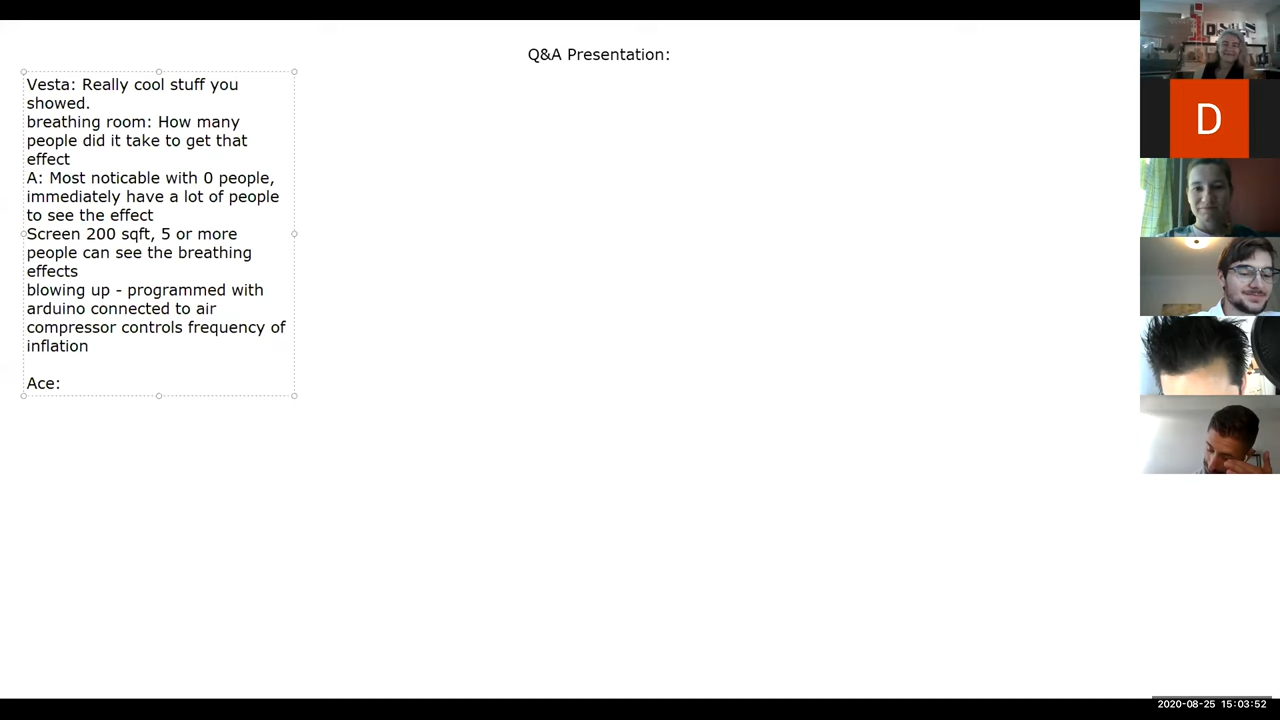 Q&A Presentation:
Vesta: Really cool stuff you
showed.
breathing room: How many
people did it take to get that
effect
A: Most noticable with 0 people,
immediately have a lot of people
to see the effect
Screen 200 sqft, 5 or more
people can see the breathing
effects
blowing up - programmed with
arduino connected to air
compressor controls frequency of
inflation
Ace:
D
2020-08-25 15:03:52